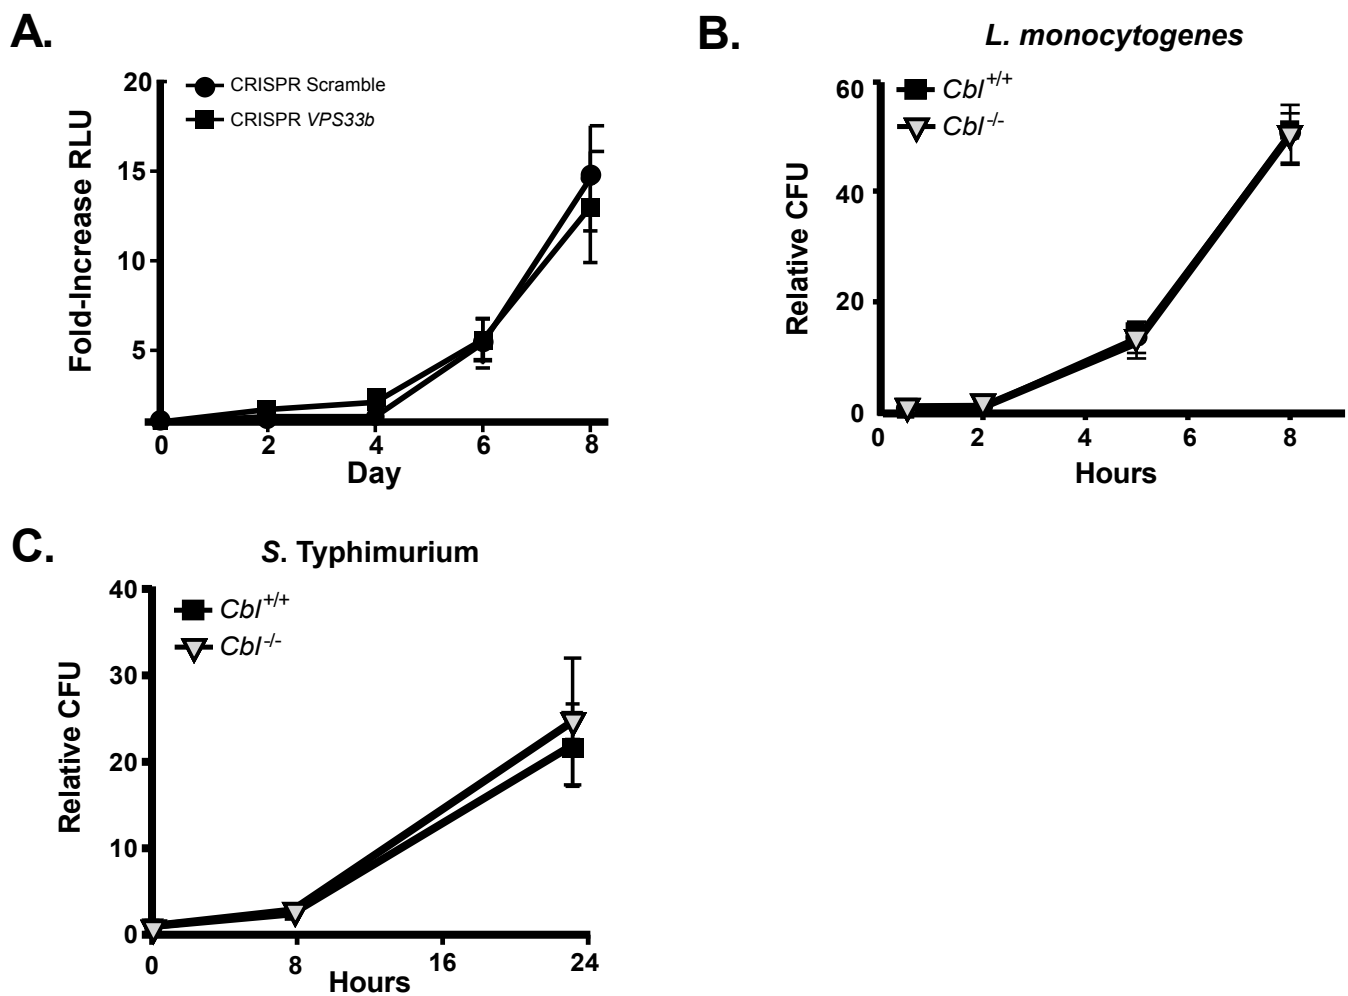 A.
CRISPR Scramble
CRISPR VPS33b
Fold-Increase RLU
20
15
10
5
0 2 4 6 8
Day
B.
L. monocytogenes
Cbl+/+
Cbl-/-
Relative CFU
60
40
20
0
0 2 4 6 8
Hours
C.
S. Typhimurium
Cbl+/+
Cbl-/-
Relative CFU
40
30
20
10
0
0 8 16 24
Hours